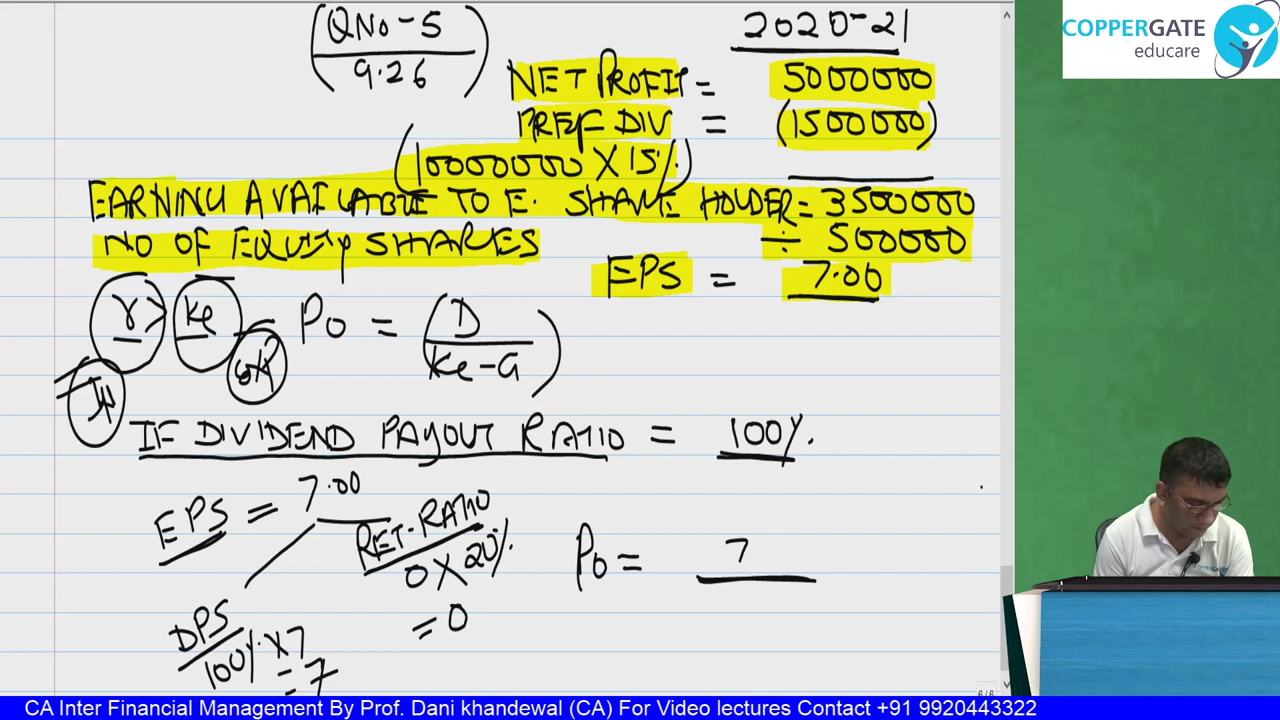 (QNo-5
9.26)
2020-21
COPPERGATE
educare
NET PROFIT = 5000000
PREF DIV = (1500000)
(10000000 X 15%)
EARNING AVAILABLE TO E. SHARE HOLDER = 3500000
NO OF EQUITY SHARES ÷ 500000
EPS = 7.00
r > Ke P0 = (D
Ke-G)
100%
IF DIVIDEND PAYOUT RATIO = 100%.
EPS = 7.00
RET-RATIO
0 X 20%.
= 0
P0 = 7
DPS
100% X 7
= 7
6/6
CA Inter Financial Management By Prof. Dani khandewal (CA) For Video lectures Contact +91 9920443322